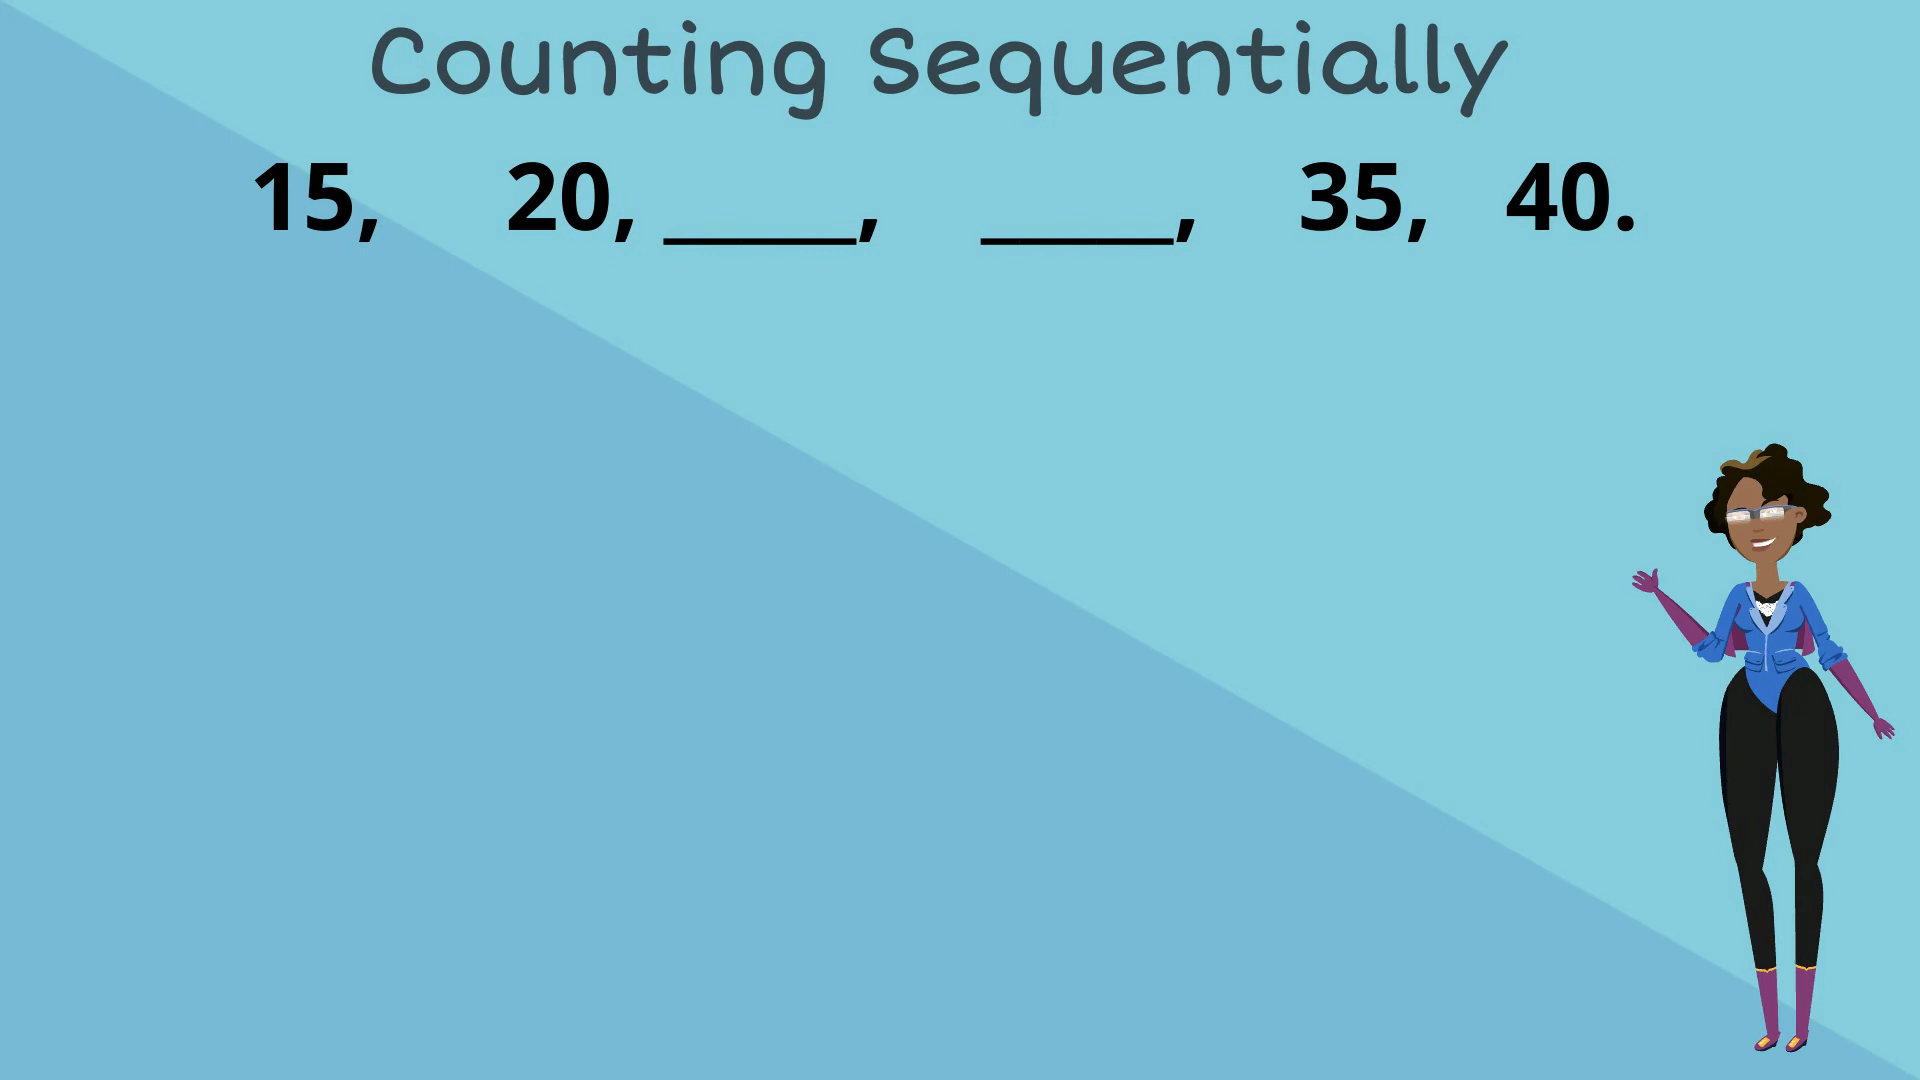 Counting Sequentially
15, 20, _____, _____, 35, 40.